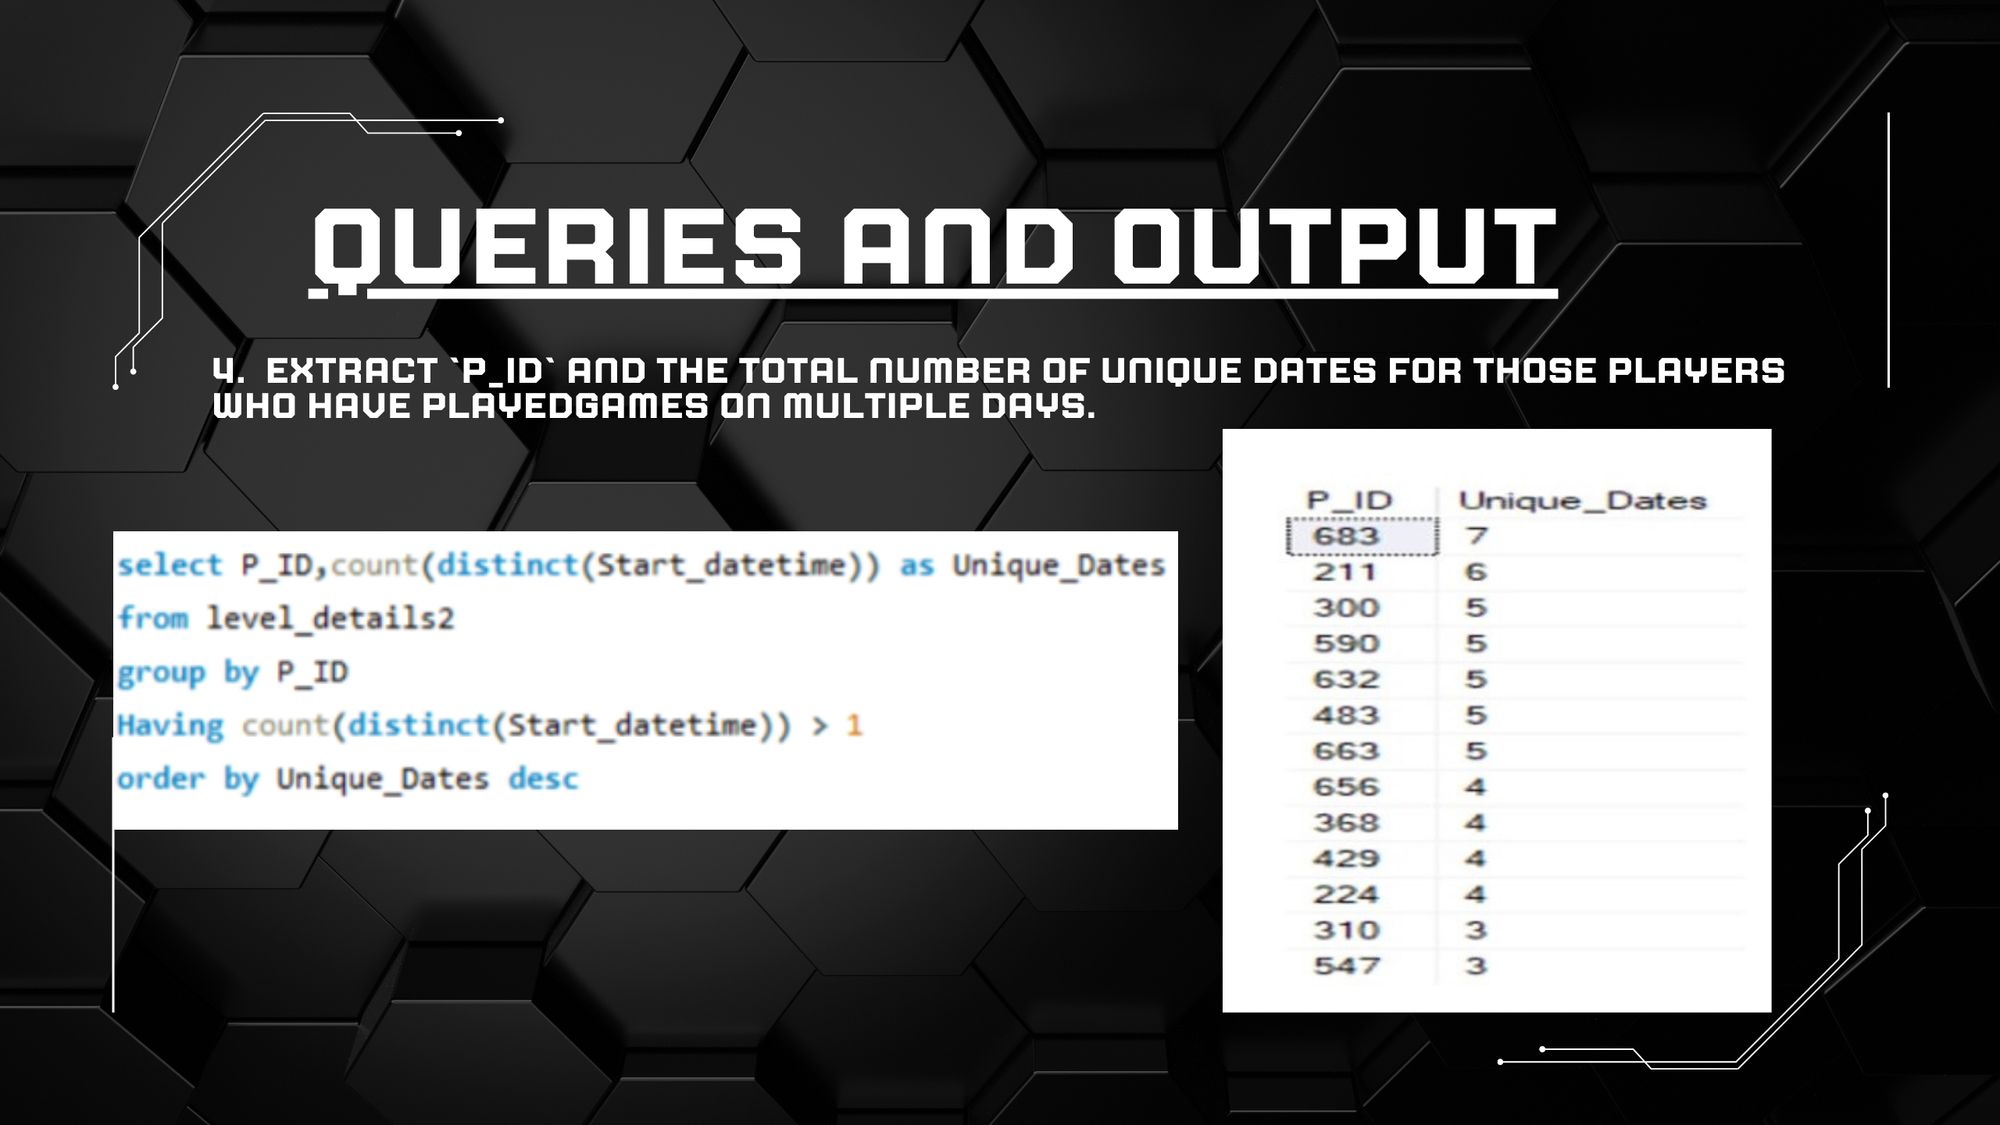 QUERIES AND OUTPUT
4. EXTRACT `P_ID` AND THE TOTAL NUMBER OF UNIQUE DATES FOR THOSE PLAYERS
WHO HAVE PLAYEDGAMES ON MULTIPLE DAYS.
select P_ID,count(distinct(Start_datetime)) as Unique_Dates
from level_details2
group by P_ID
Having count(distinct(Start_datetime)) > 1
order by Unique_Dates desc
P_ID Unique_Dates
683 7
211 6
300 5
590 5
632 5
483 5
663 5
656 4
368 4
429 4
224 4
310 3
547 3